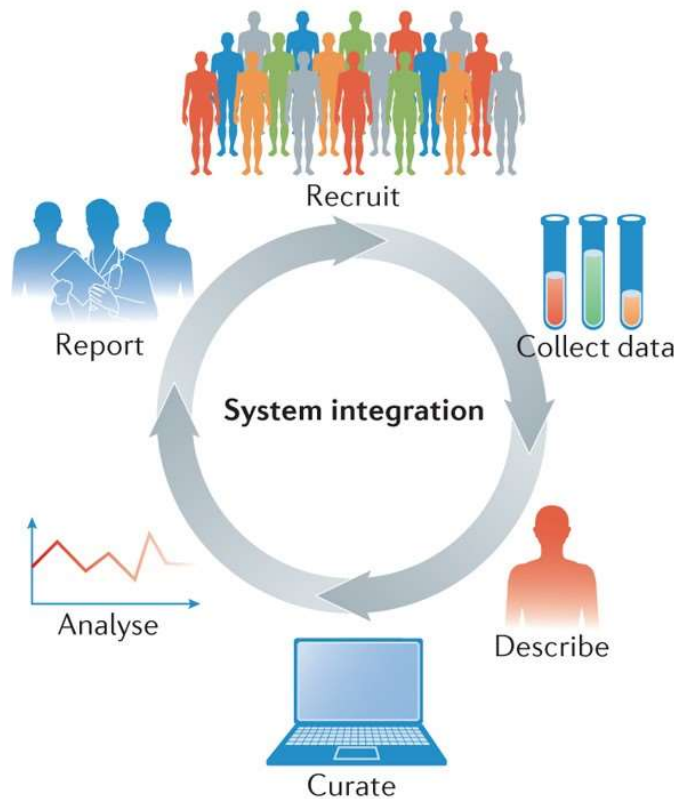 Recruit
Report
Collect data
System integration
Analyse
Describe
Curate